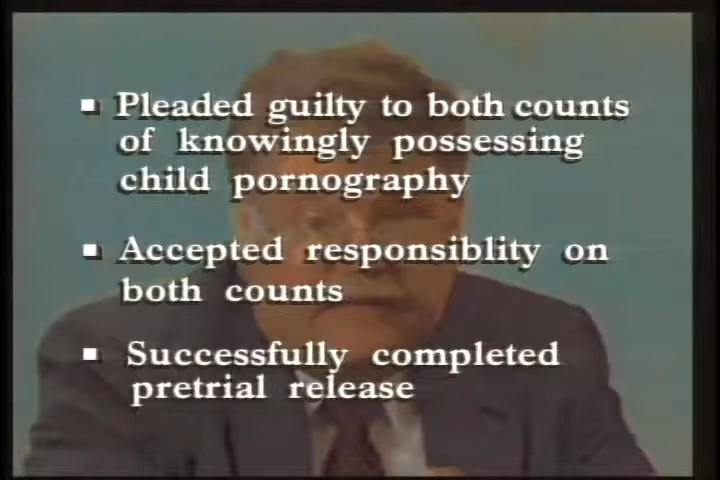 ▪ Pleaded guilty to both counts
of knowingly possessing
child pornography
▪ Accepted responsiblity on
both counts
▪ Successfully completed
pretrial release